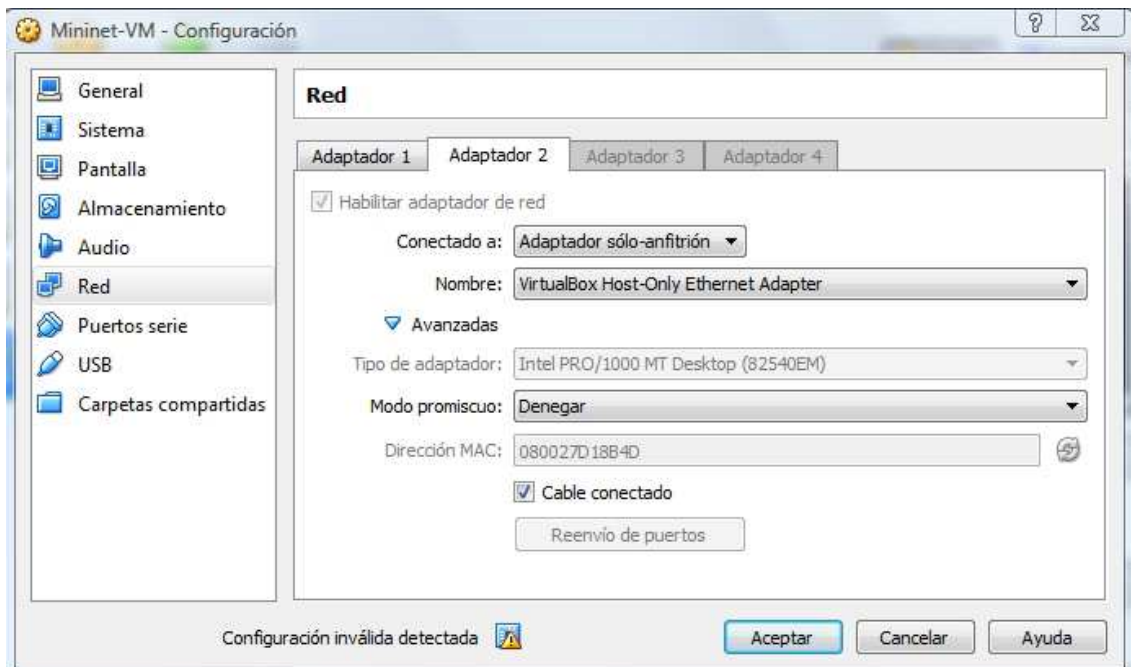 Mininet-VM - Configuración
General
Sistema
Pantalla
Almacenamiento
Audio
Red
Puertos serie
USB
Carpetas compartidas
Red
Adaptador 1 Adaptador 2 Adaptador 3 Adaptador 4
Habilitar adaptador de red
Conectado a: Adaptador sólo-anfitrión
Nombre: VirtualBox Host-Only Ethernet Adapter
Avanzadas
Tipo de adaptador: Intel PRO/1000 MT Desktop (82540EM)
Modo promiscuo: Denegar
Dirección MAC: 080027D18B4D
Cable conectado
Reenvío de puertos
Configuración inválida detectada Aceptar Cancelar Ayuda